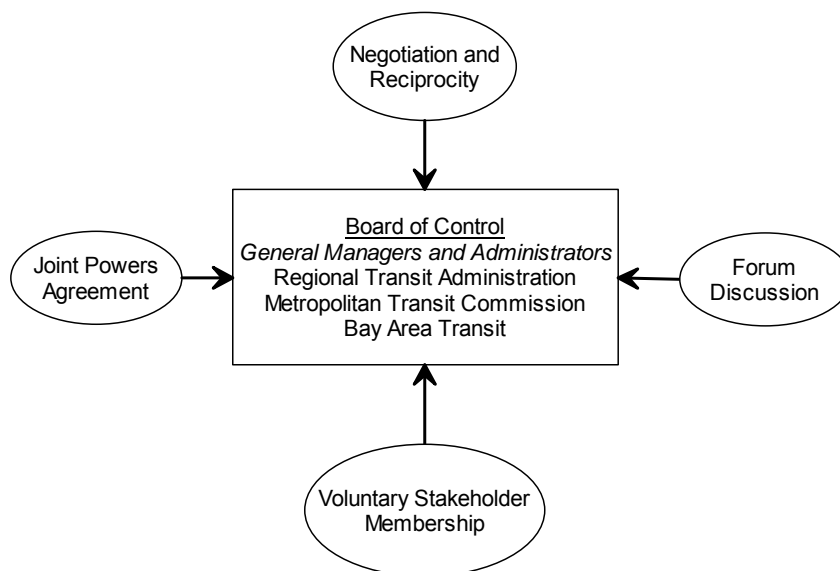 Negotiation and
Reciprocity
Board of Control
General Managers and Administrators
Regional Transit Administration
Metropolitan Transit Commission
Bay Area Transit
Joint Powers
Agreement
Forum
Discussion
Voluntary Stakeholder
Membership